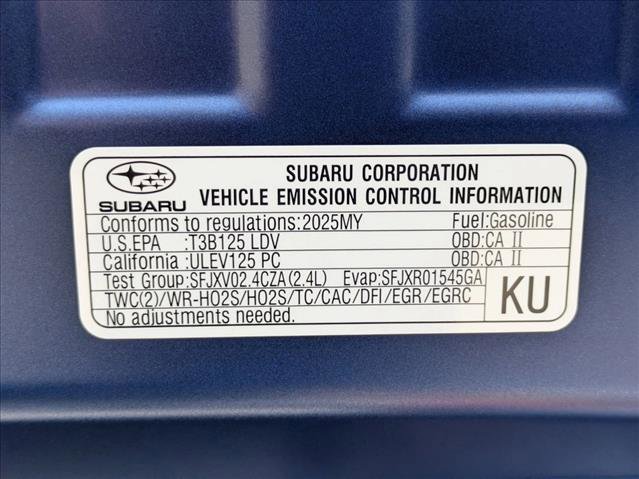 SUBARU CORPORATION
SUBARU VEHICLE EMISSION CONTROL INFORMATION
Conforms to regulations:2025MY Fuel:Gasoline
U.S.EPA :T3B125 LDV OBD:CA II
California :ULEV125 PC OBD:CA II
Test Group:SFJXV02.4CZA(2.4L) Evap:SFJXR01545GA
TWC(2)/WR-HO2S/HO2S/TC/CAC/DFI/EGR/EGRC
No adjustments needed.
KU